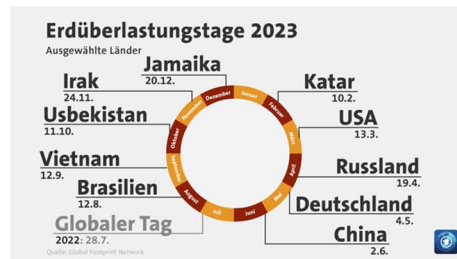 Erdüberlastungstage 2023
Ausgewählte Länder
Jamaika
20.12.
Irak
24.11.
Katar
10.2.
Usbekistan
11.10.
USA
13.3.
Vietnam
12.9.
Russland
19.4.
Brasilien
12.8.
Deutschland
4.5.
Globaler Tag
2022: 28.7.
China
2.6.
Januar
Februar
März
April
Mai
Juni
Juli
August
September
Oktober
November
Dezember
Quelle: Global Footprint Network